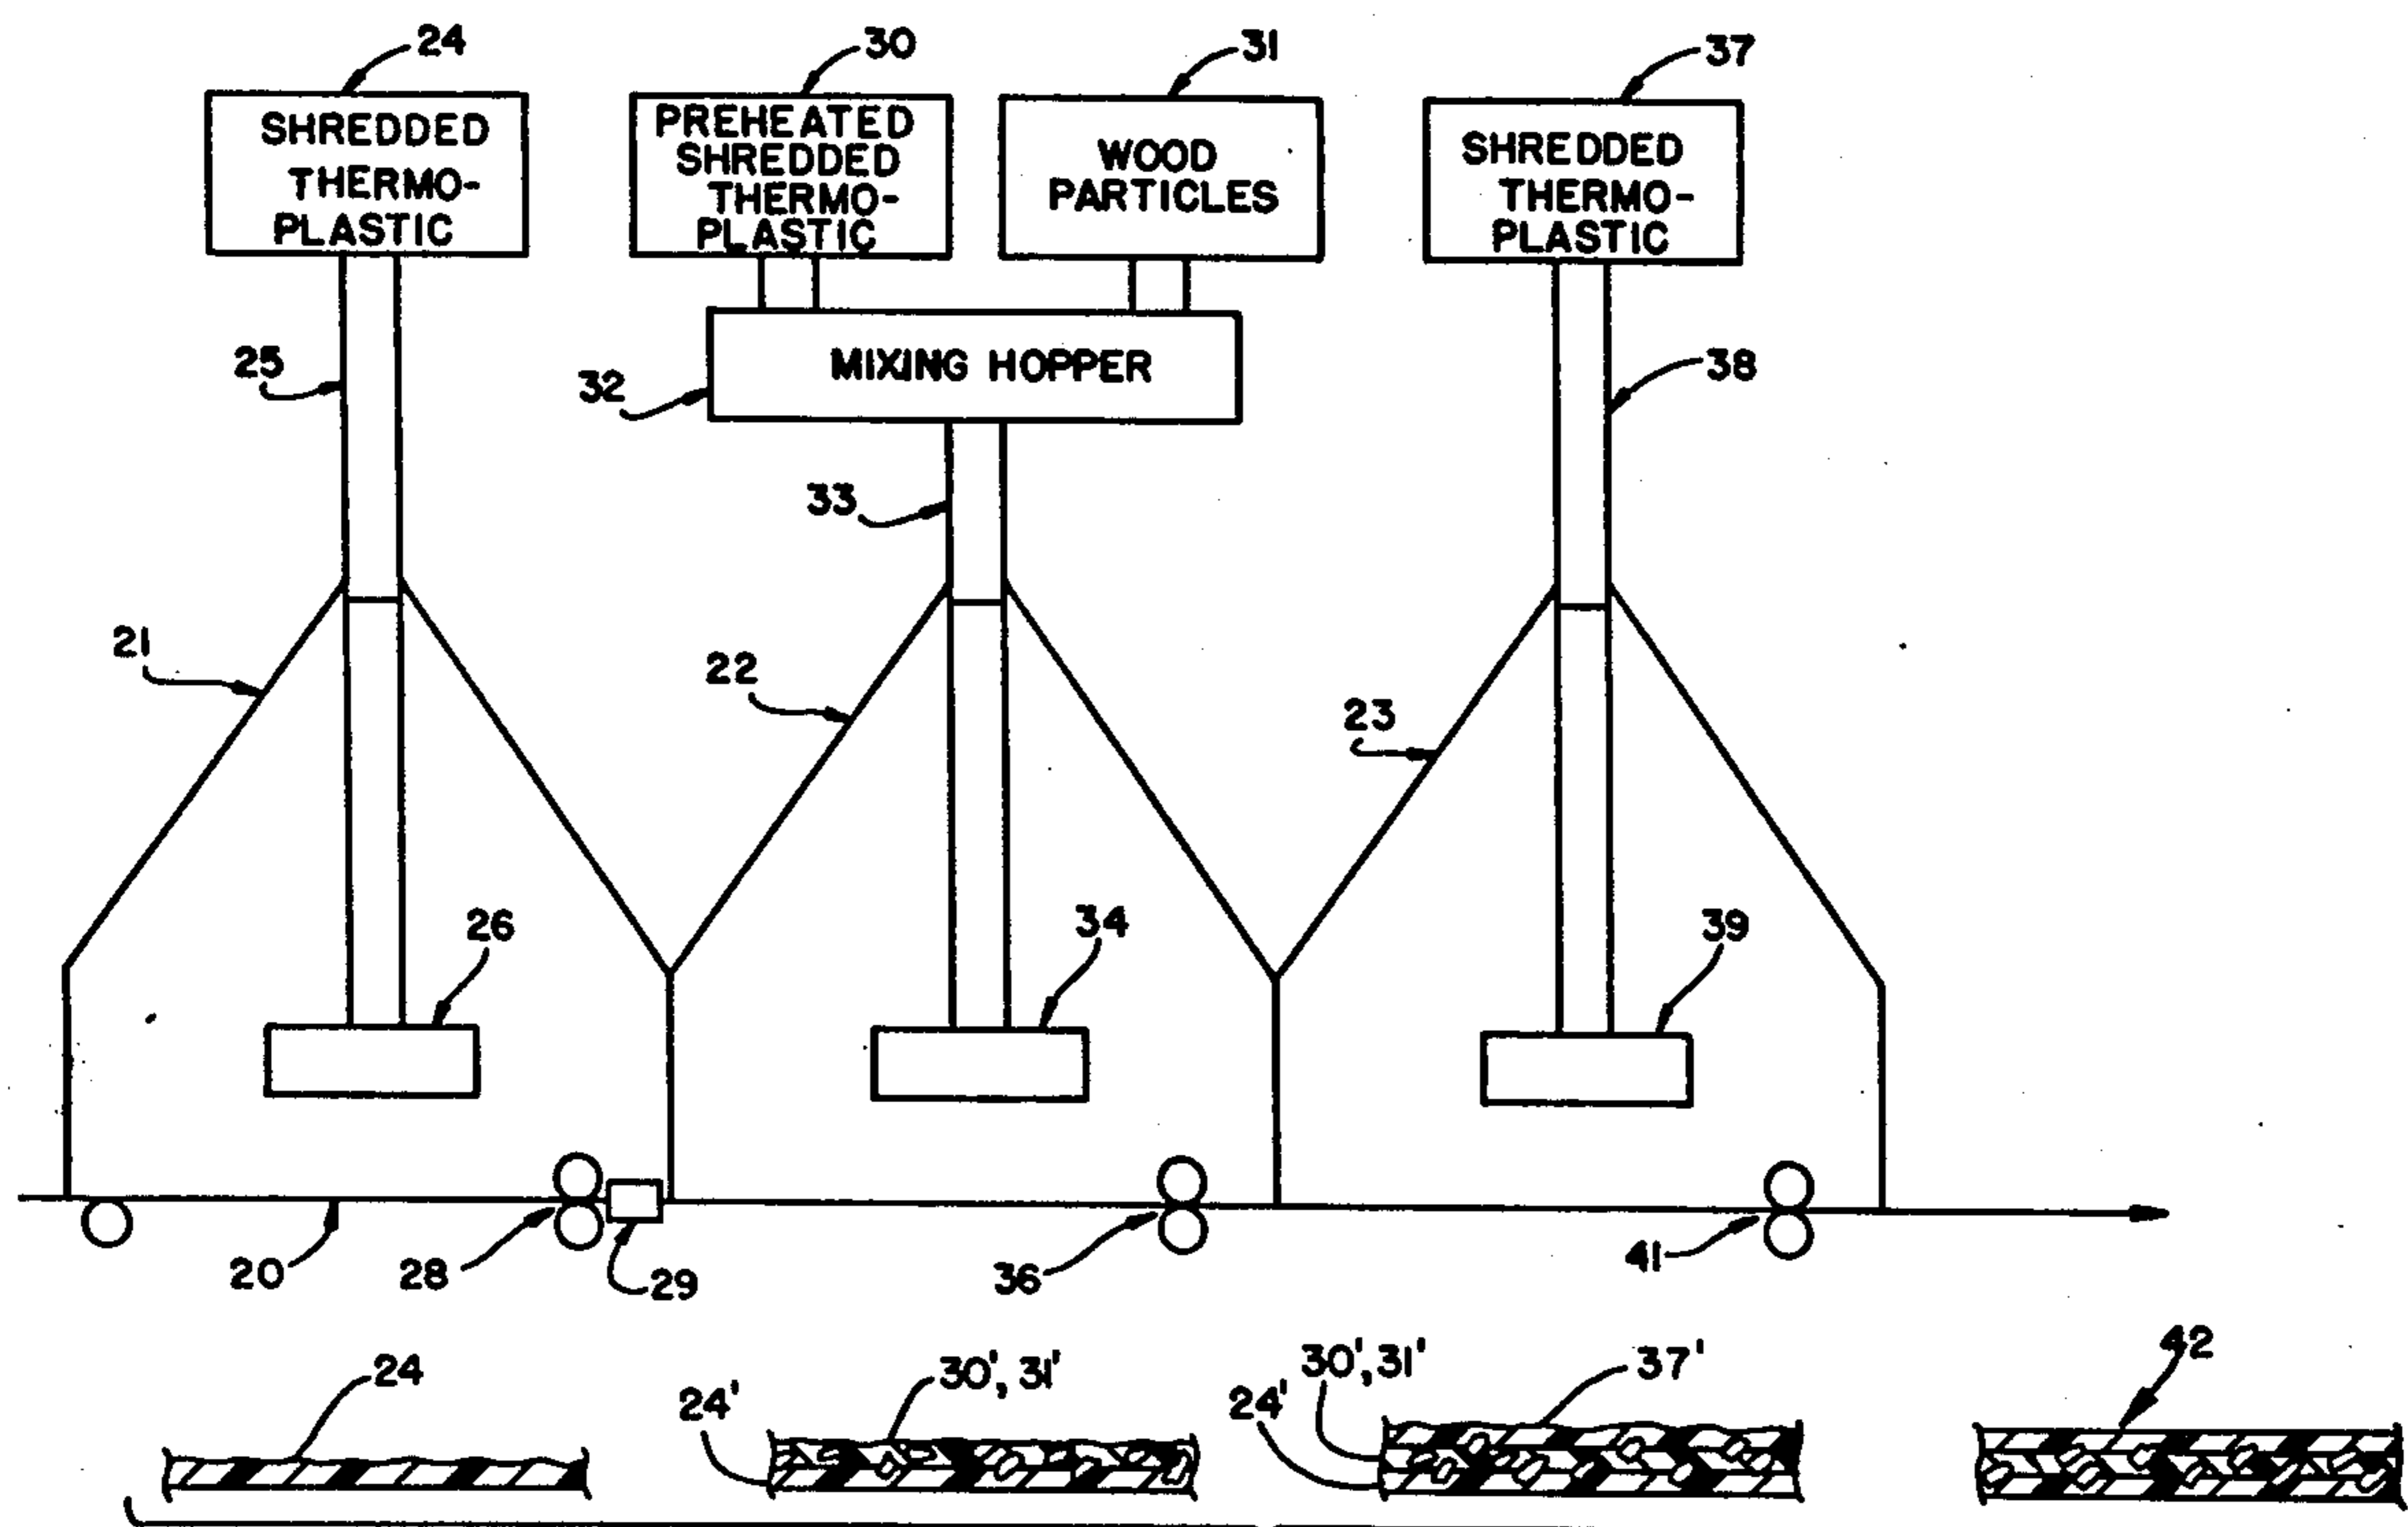 24
30
31
37
SHREDDED
THERMO-
PLASTIC
PREHEATED
SHREDDED
THERMO-
PLASTIC
WOOD
PARTICLES
SHREDDED
THERMO-
PLASTIC
25
32
MIXING HOPPER
38
33
21
22
23
26
34
39
20
28
29
36
41
24
24'
30', 31'
30', 31'
24'
37'
42